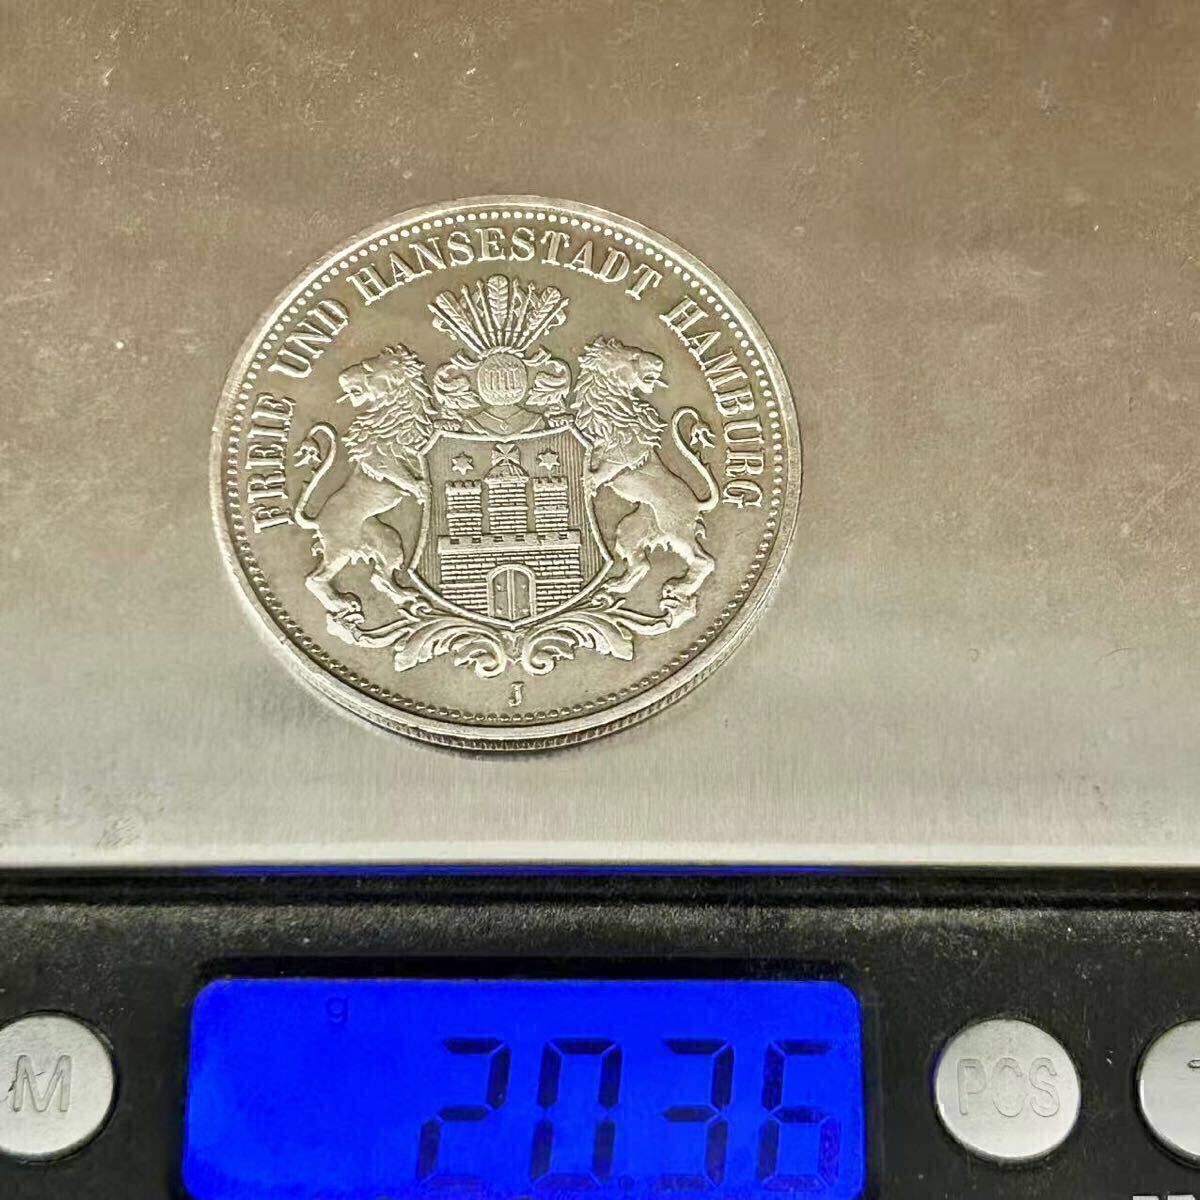 FREIE UND HANSESTADT HAMBURG
J
g
20.36
M
PCS